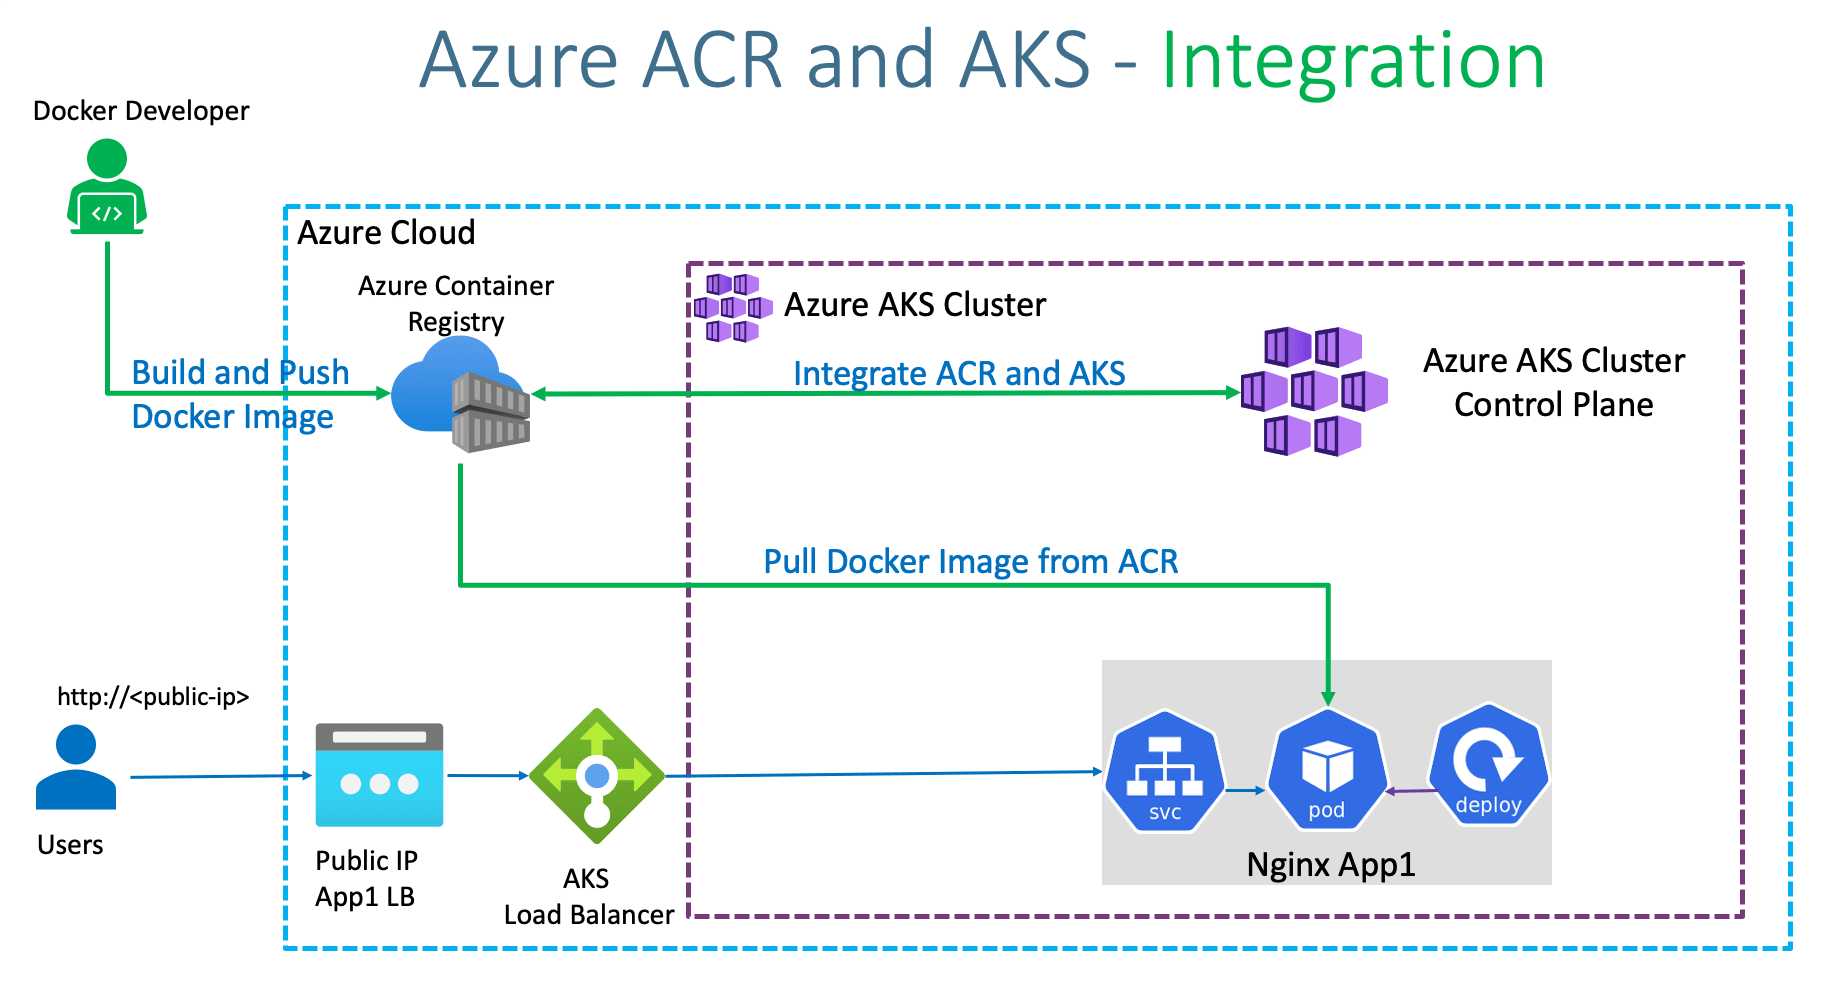 Azure ACR and AKS - Integration
Docker Developer
</>
Azure Cloud
Azure Container
Registry
Azure AKS Cluster
Build and Push
Docker Image
Integrate ACR and AKS
Azure AKS Cluster
Control Plane
Pull Docker Image from ACR
http://<public-ip>
Users
Public IP
App1 LB
AKS
Load Balancer
svc
pod
deploy
Nginx App1